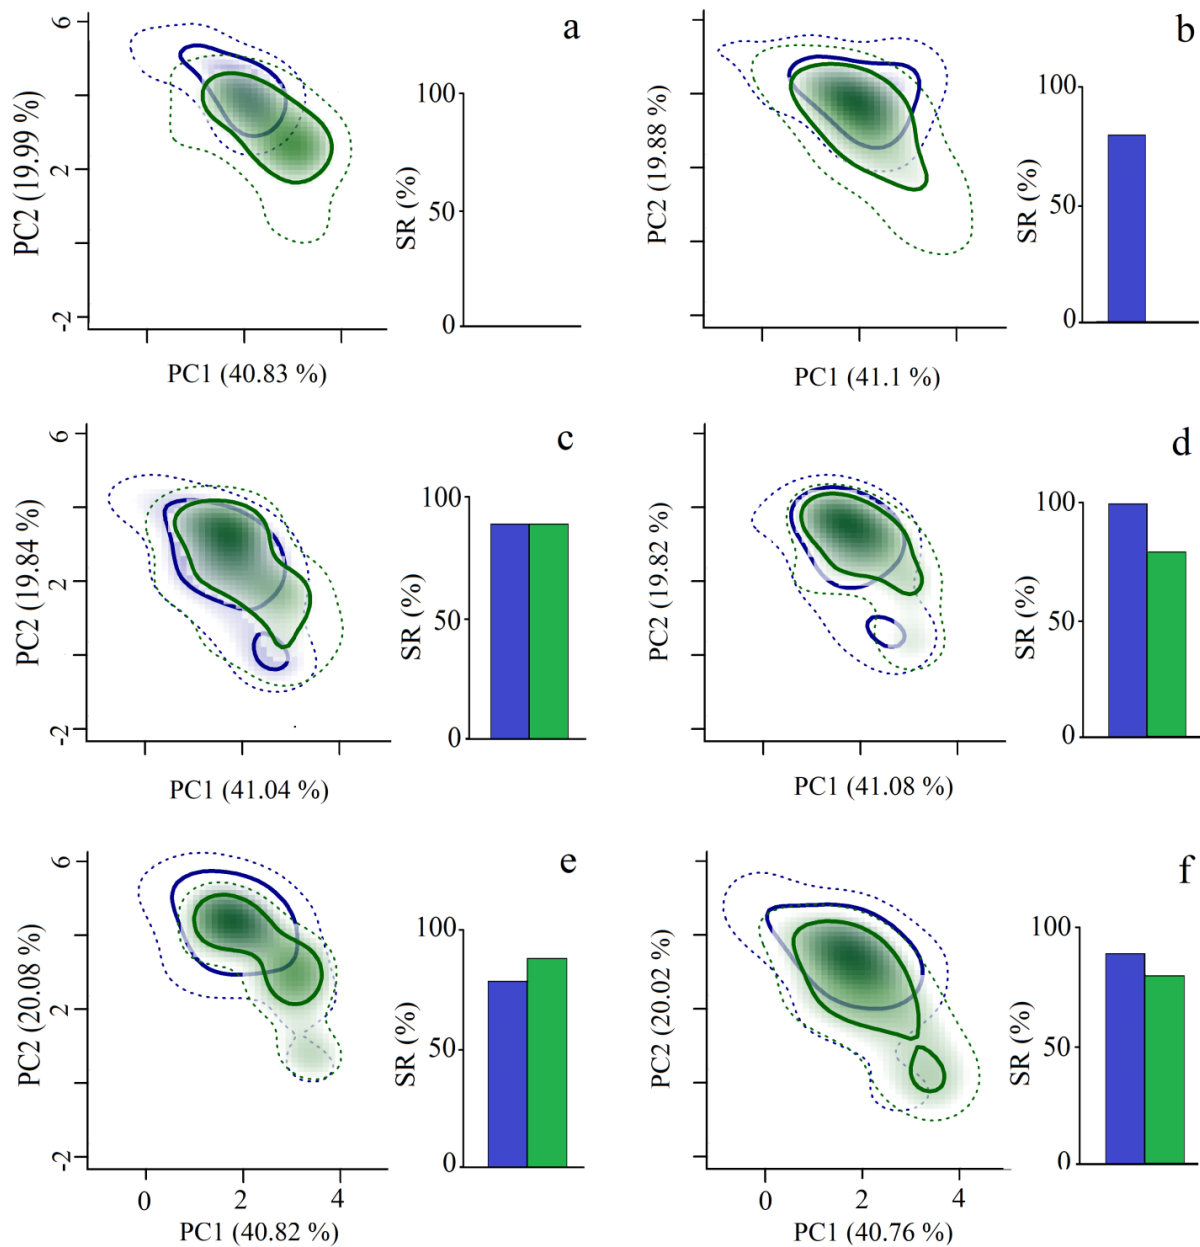 a
6
2
-2
PC2 (19.99 %)
PC1 (40.83 %)
100
50
0
SR (%)
b
PC2 (19.88 %)
PC1 (41.1 %)
100
50
0
SR (%)
c
6
2
-2
PC2 (19.84 %)
PC1 (41.04 %)
100
50
0
SR (%)
d
PC2 (19.82 %)
PC1 (41.08 %)
100
50
0
SR (%)
e
6
2
-2
PC2 (20.08 %)
0 2 4
PC1 (40.82 %)
100
50
0
SR (%)
f
PC2 (20.02 %)
0 2 4
PC1 (40.76 %)
100
50
0
SR (%)